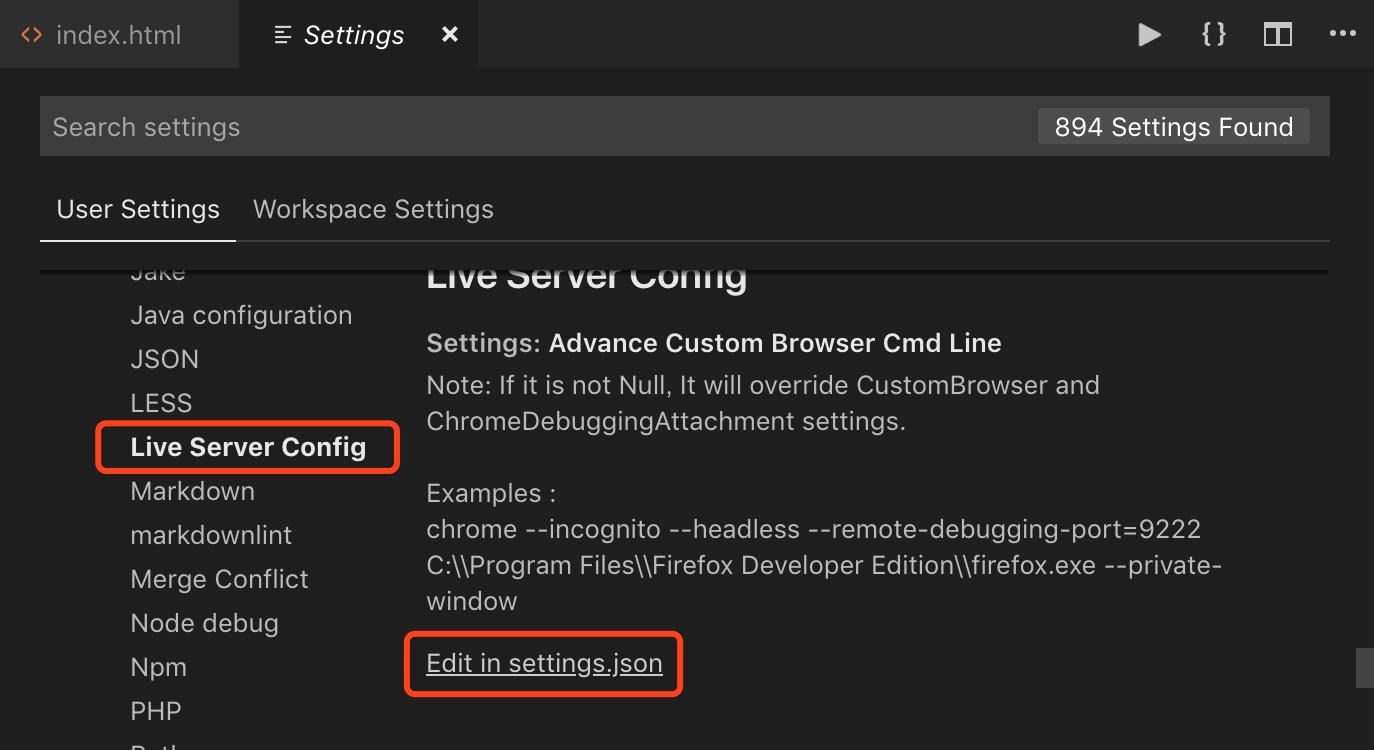 index.html
Settings
Search settings
894 Settings Found
User Settings
Workspace Settings
Jake
Java configuration
JSON
LESS
Live Server Config
Markdown
markdownlint
Merge Conflict
Node debug
Npm
PHP
Live Server Config
Settings: Advance Custom Browser Cmd Line
Note: If it is not Null, It will override CustomBrowser and
ChromeDebuggingAttachment settings.
Examples :
chrome --incognito --headless --remote-debugging-port=9222
C:\\Program Files\\Firefox Developer Edition\\firefox.exe --private-
window
Edit in settings.json